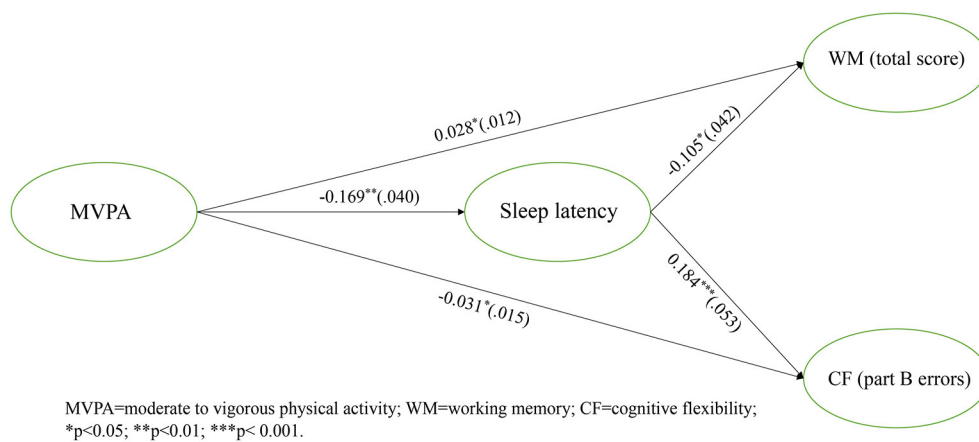 WM (total score)
0.028*(.012)
-0.105*(.042)
MVPA
-0.169**(.040)
Sleep latency
-0.031*(.015)
0.184***(.053)
CF (part B errors)
MVPA=moderate to vigorous physical activity; WM=working memory; CF=cognitive flexibility;
*p<0.05; **p<0.01; ***p< 0.001.